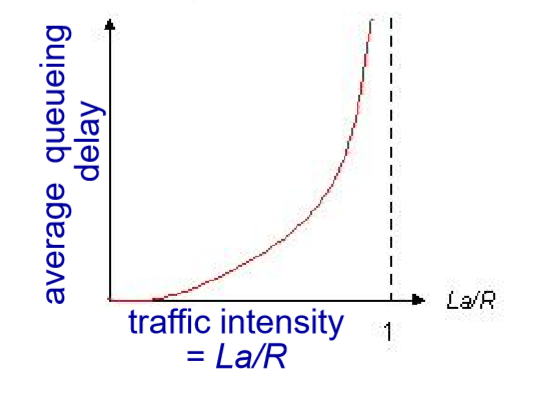 average queueing
delay
La/R
traffic intensity
= La/R
1